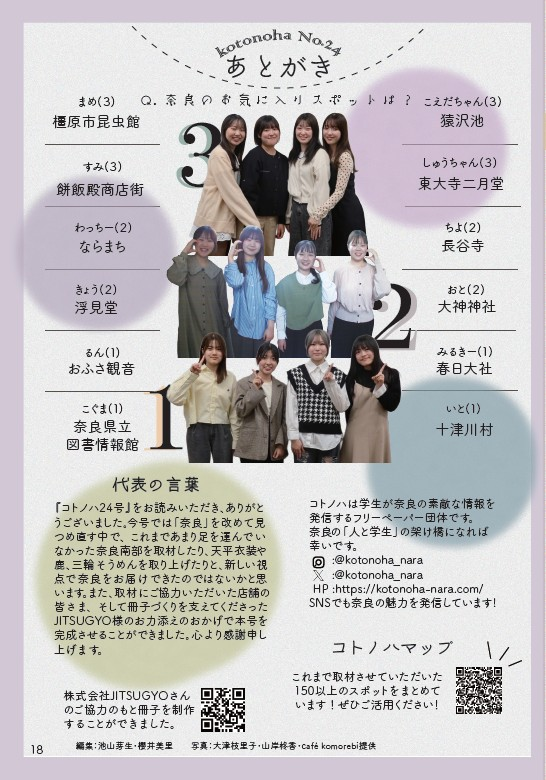 kotonoha No.24
あとがき
Q. 奈良のお気に入りスポットは?
まめ(3)
橿原市昆虫館
すみ(3)
餅飯殿商店街
わっちー(2)
ならまち
きょう(2)
浮見堂
るん(1)
おふさ観音
こぐま(1)
奈良県立
図書情報館
3
2
1
こえだちゃん(3)
猿沢池
しゅうちゃん(3)
東大寺二月堂
ちよ(2)
長谷寺
おと(2)
大神神社
みるきー(1)
春日大社
いと(1)
十津川村
代表の言葉
『コトノハ24号』をお読みいただき、ありがと
うございました。今号では「奈良」を改めて見
つめ直す中で、これまであまり足を運んでい
なかった奈良南部を取材したり、天平衣装や
鹿、三輪そうめんを取り上げたりと、新しい視
点で奈良をお届けできたのではないかと思
います。また、取材にご協力いただいた店舗の
皆さま、そして冊子づくりを支えてくださった
JITSUGYO様のお力添えのおかげで本号を
完成させることができました。心より感謝申し
上げます。
株式会社JITSUGYOさん
のご協力のもと冊子を制作
することができました。
コトノハは学生が奈良の素敵な情報を
発信するフリーペーパー団体です。
奈良の「人と学生」の架け橋になれば
幸いです。
:@kotonoha_nara
:@kotonoha_nara
HP :https://kotonoha-nara.com/
SNSでも奈良の魅力を発信しています!
コトノハマップ
これまで取材させていただいた
150以上のスポットをまとめて
います!ぜひご活用ください!
18
編集:池山芽生・櫻井美里 写真:大津枝里子・山岸柊香・café komorebi提供